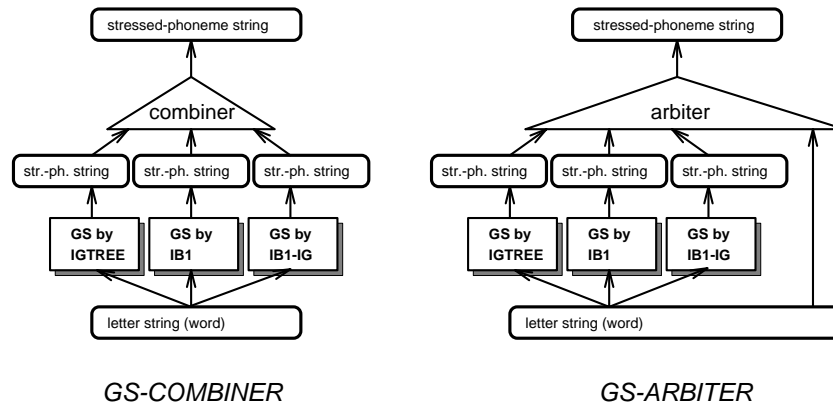 stressed-phoneme string
combiner
str.-ph. string
str.-ph. string
str.-ph. string
GS by
IGTREE
GS by
IB1
GS by
IB1-IG
letter string (word)
GS-COMBINER
stressed-phoneme string
arbiter
str.-ph. string
str.-ph. string
str.-ph. string
GS by
IGTREE
GS by
IB1
GS by
IB1-IG
letter string (word)
GS-ARBITER